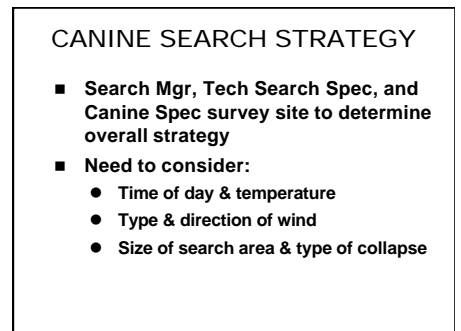 CANINE SEARCH STRATEGY
■ Search Mgr, Tech Search Spec, and
Canine Spec survey site to determine
overall strategy
■ Need to consider:
● Time of day & temperature
● Type & direction of wind
● Size of search area & type of collapse